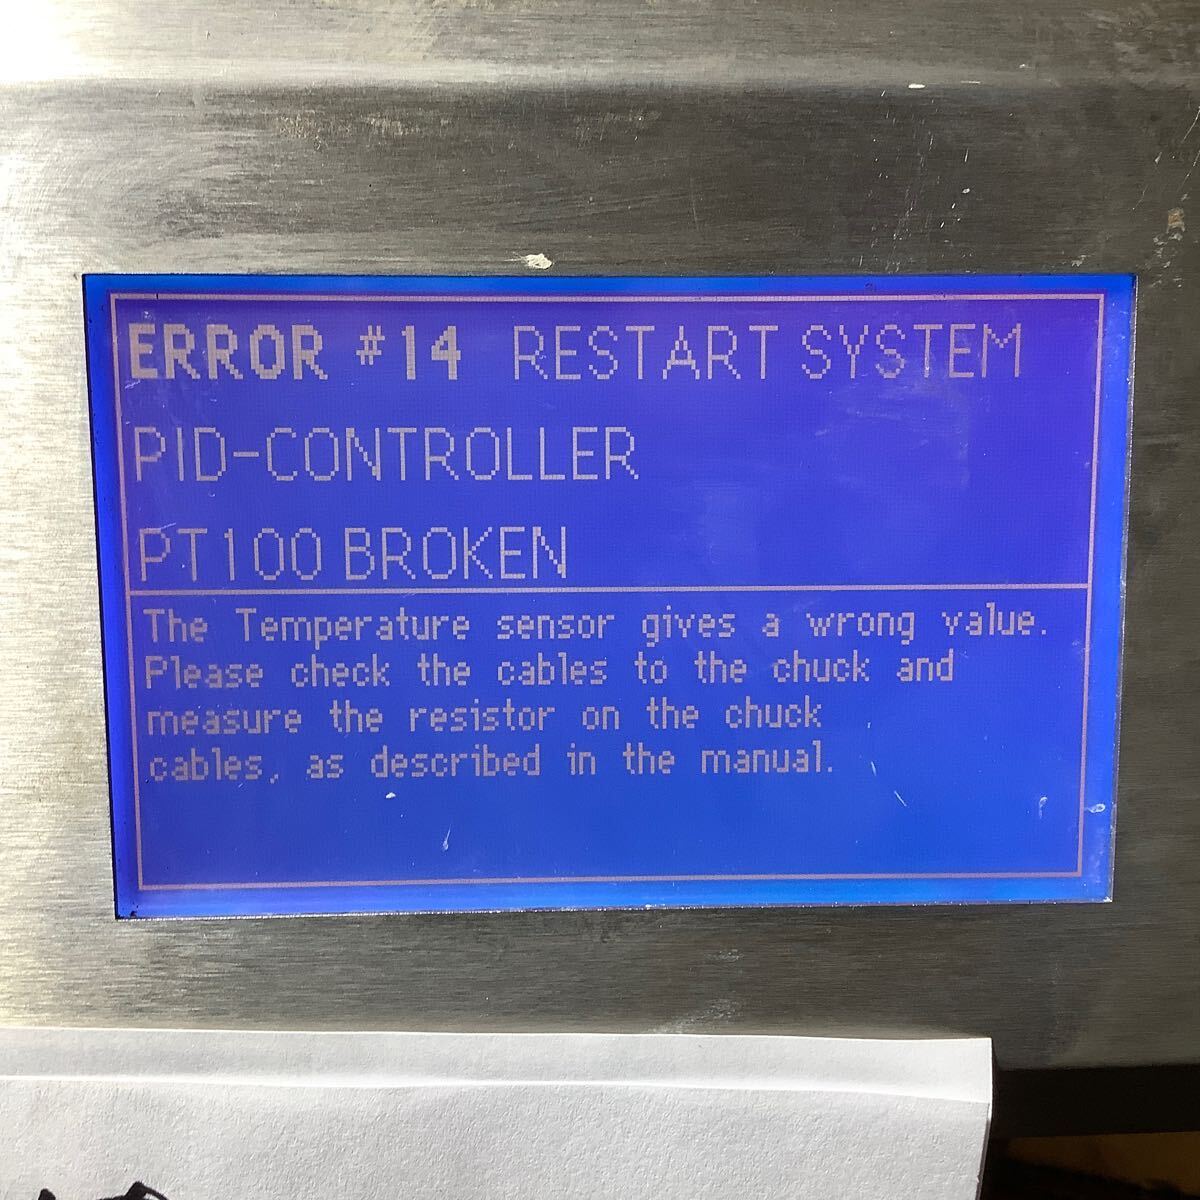 ERROR #14 RESTART SYSTEM
PID-CONTROLLER
PT100 BROKEN
The Temperature sensor gives a wrong value.
Please check the cables to the chuck and
measure the resistor on the chuck
cables, as described in the manual.